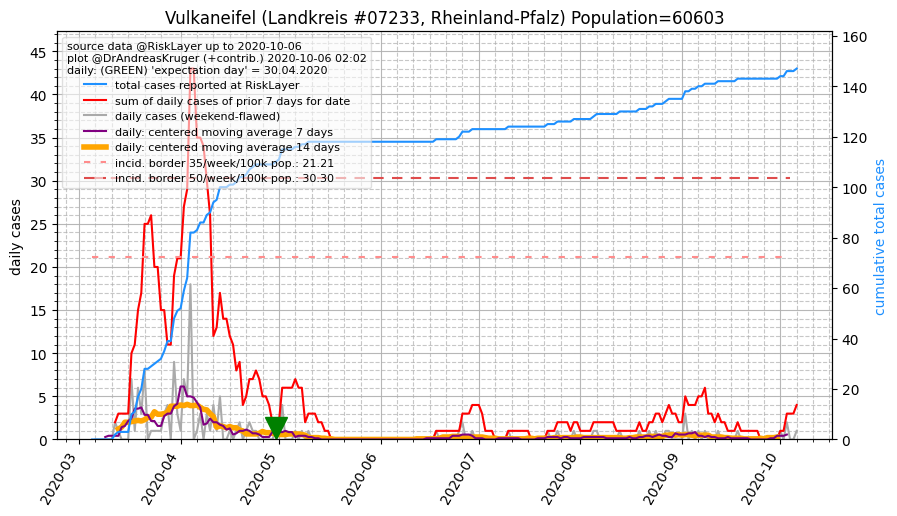 Vulkaneifel (Landkreis #07233, Rheinland-Pfalz) Population=60603
source data @RiskLayer up to 2020-10-06
plot @DrAndreasKruger (+contrib.) 2020-10-06 02:02
daily: (GREEN) 'expectation day' = 30.04.2020
total cases reported at RiskLayer
sum of daily cases of prior 7 days for date
daily cases (weekend-flawed)
daily: centered moving average 7 days
daily: centered moving average 14 days
incid. border 35/week/100k pop.: 21.21
incid. border 50/week/100k pop.: 30.30
daily cases
45
40
35
30
25
20
15
10
5
0
cumulative total cases
160
140
120
100
80
60
40
20
0
2020-03
2020-04
2020-05
2020-06
2020-07
2020-08
2020-09
2020-10